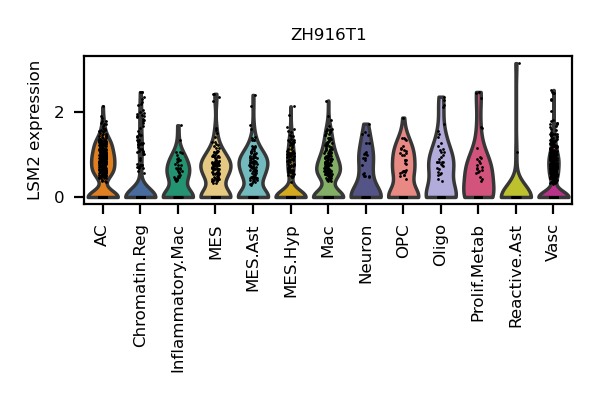 ZH916T1
LSM2 expression
2
0
AC
Chromatin.Reg
Inflammatory.Mac
MES
MES.Ast
MES.Hyp
Mac
Neuron
OPC
Oligo
Prolif.Metab
Reactive.Ast
Vasc